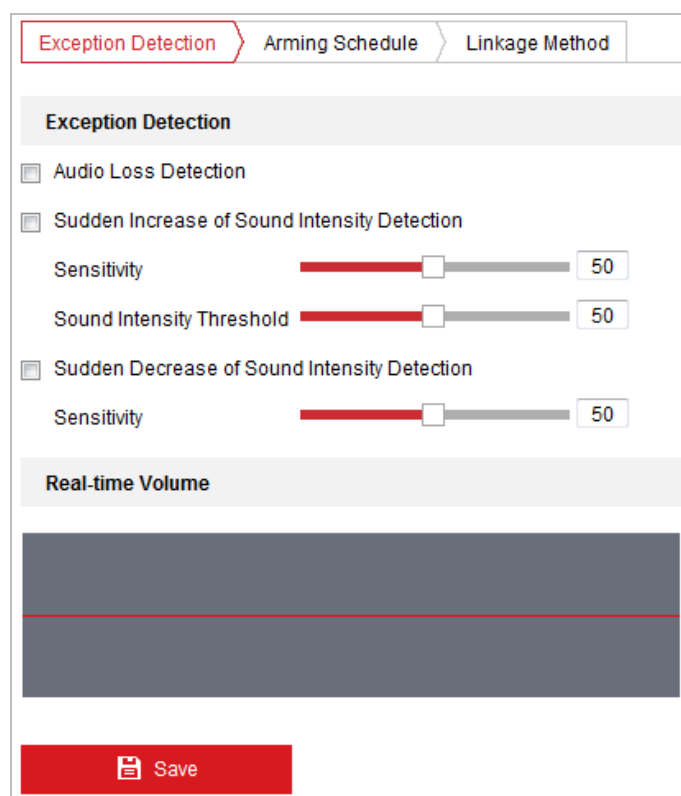 Exception Detection Arming Schedule Linkage Method
Exception Detection
Audio Loss Detection
Sudden Increase of Sound Intensity Detection
Sensitivity 50
Sound Intensity Threshold 50
Sudden Decrease of Sound Intensity Detection
Sensitivity 50
Real-time Volume
Save